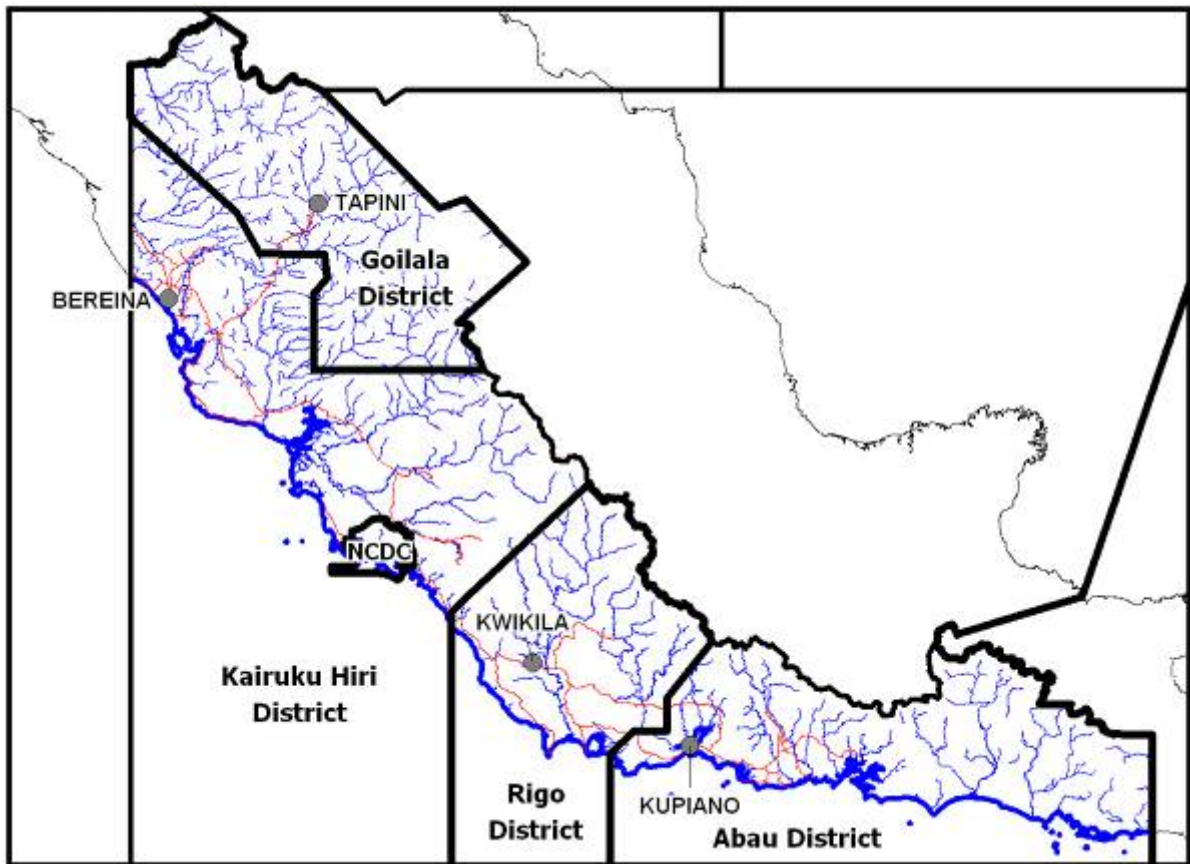 TAPINI
Goilala
District
BEREINA
NCDC
KWIKILA
Kairuku Hiri
District
Rigo
District
KUPIANO
Abau District